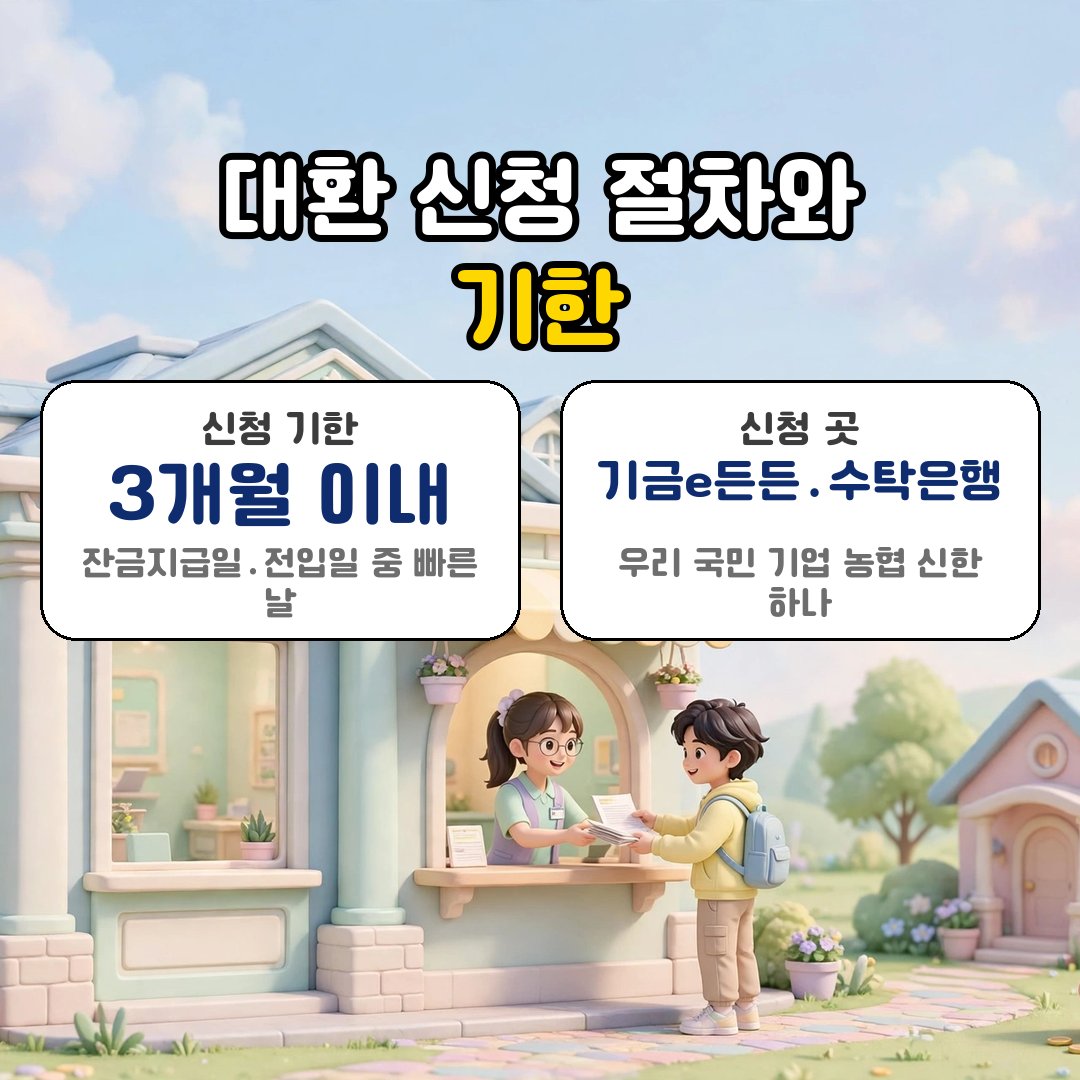 대환 신청 절차와
기한
신청 기한
3개월 이내
잔금지급일.전입일 중 빠른
날
신청 곳
기금e든든.수탁은행
우리 국민 기업 농협 신한
하나